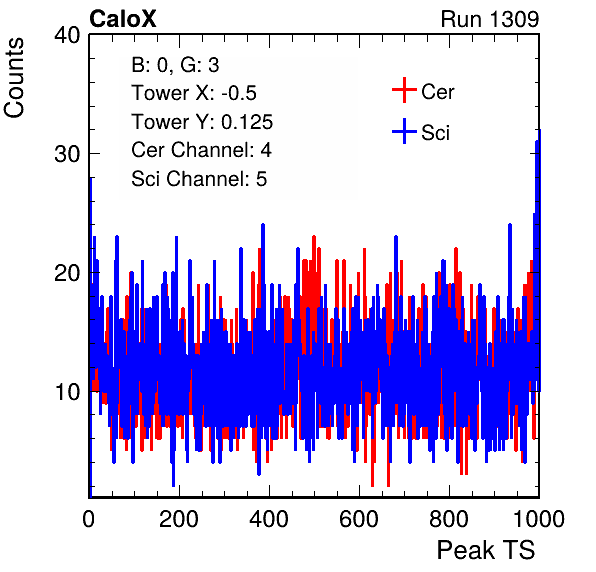 CaloX Run 1309
Counts
40
30
20
10
B: 0, G: 3
Tower X: -0.5
Tower Y: 0.125
Cer Channel: 4
Sci Channel: 5
Cer
Sci
0 200 400 600 800 1000
Peak TS